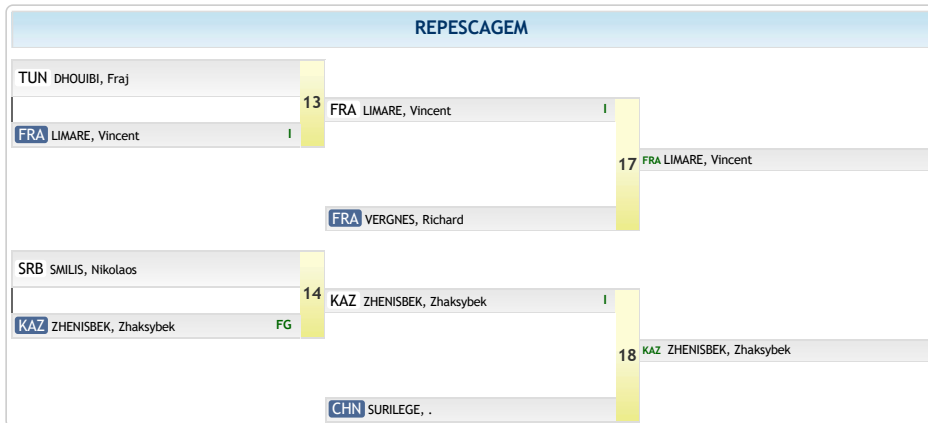 REPESCAGEM
TUN DHOUIBI, Fraj
13
FRA LIMARE, Vincent I
FRA LIMARE, Vincent I
17
FRA LIMARE, Vincent
FRA VERGNES, Richard
SRB SMILIS, Nikolaos
14
KAZ ZHENISBEK, Zhaksybek FG
KAZ ZHENISBEK, Zhaksybek I
18
KAZ ZHENISBEK, Zhaksybek
CHN SURILEGE, .